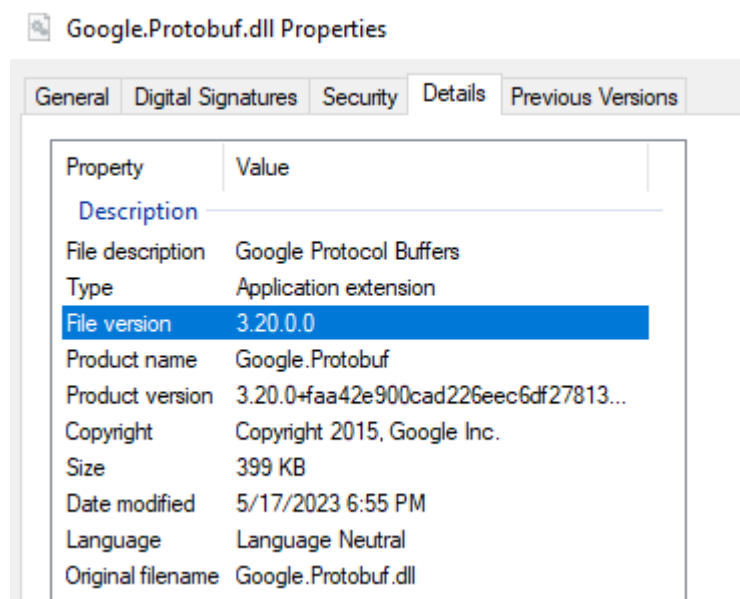 Google.Protobuf.dll Properties
General Digital Signatures Security Details Previous Versions
Property Value
Description
File description Google Protocol Buffers
Type Application extension
File version 3.20.0.0
Product name Google.Protobuf
Product version 3.20.0+faa42e900cad226eec6df27813...
Copyright Copyright 2015, Google Inc.
Size 399 KB
Date modified 5/17/2023 6:55 PM
Language Language Neutral
Original filename Google.Protobuf.dll